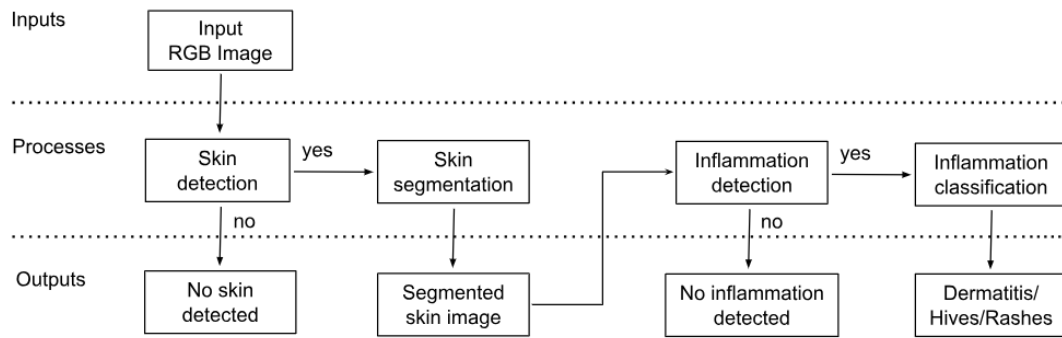 Inputs
Input
RGB Image
Processes
Skin
detection
yes
Skin
segmentation
Inflammation
detection
yes
Inflammation
classification
no
no
Outputs
No skin
detected
Segmented
skin image
No inflammation
detected
Dermatitis/
Hives/Rashes